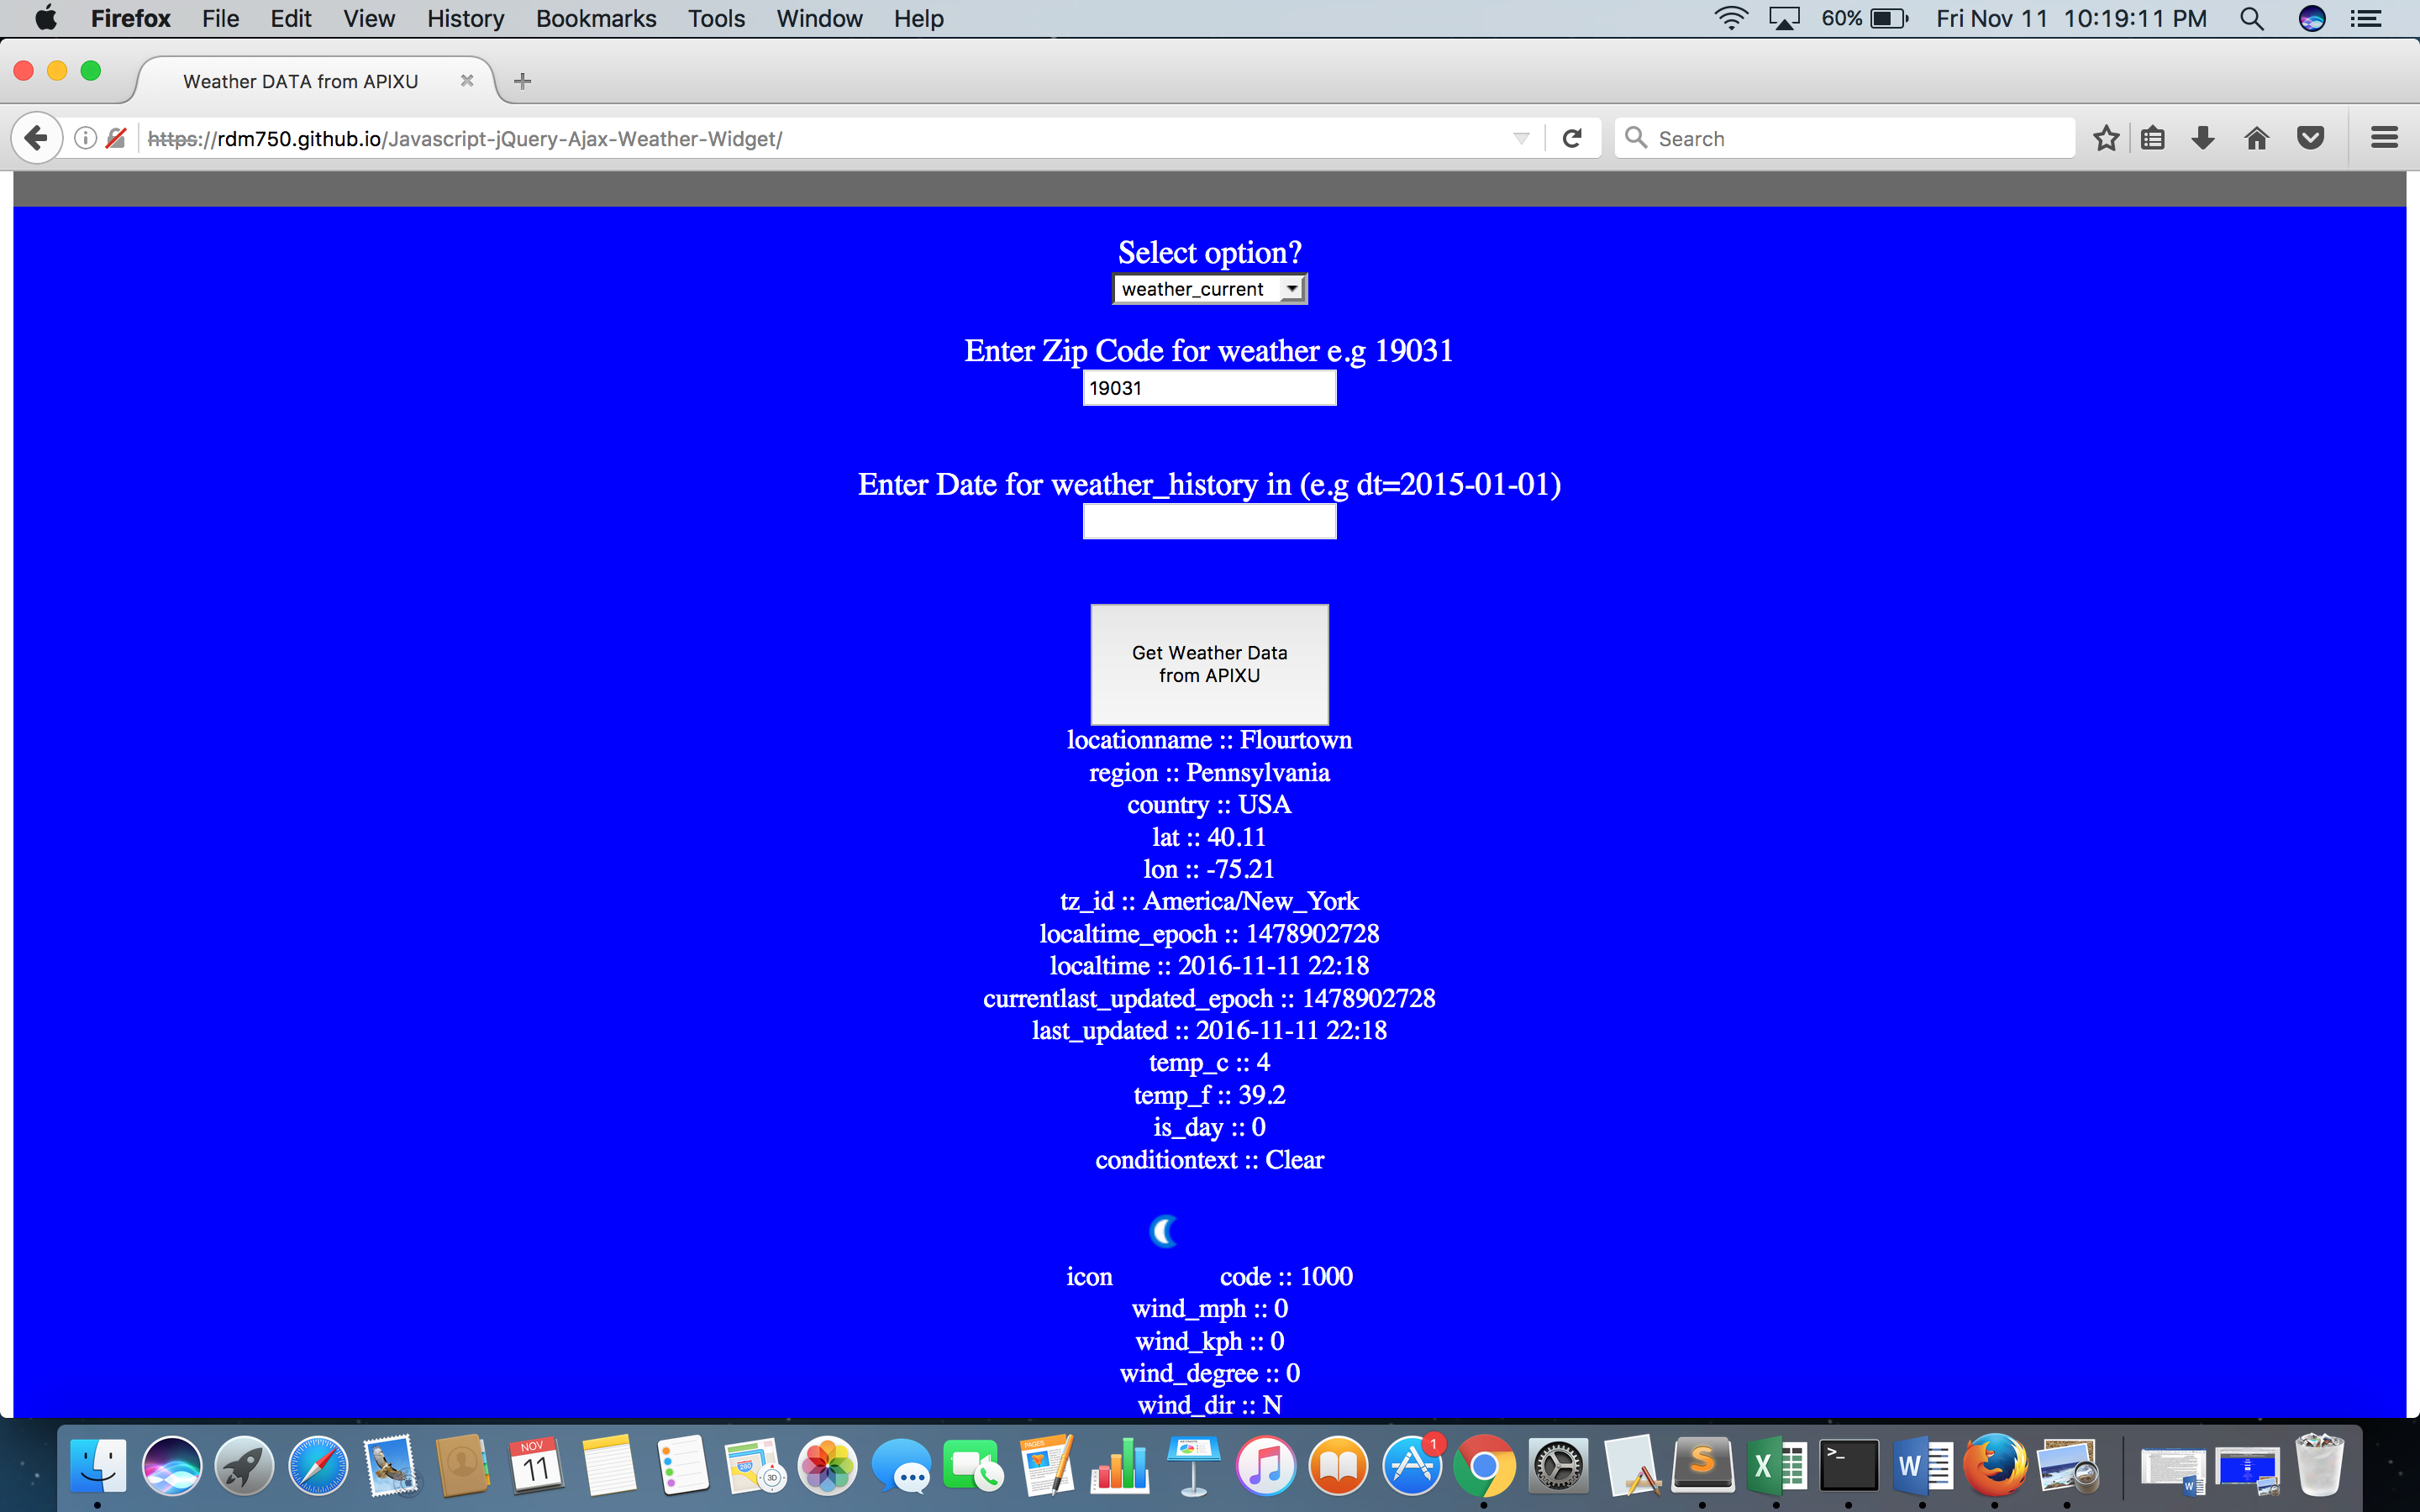 Firefox File Edit View History Bookmarks Tools Window Help 60% Fri Nov 11 10:19:11 PM
Weather DATA from APIXU
https://rdm750.github.io/Javascript-jQuery-Ajax-Weather-Widget/ Search
Select option?
weather_current
Enter Zip Code for weather e.g 19031
19031
Enter Date for weather_history in (e.g dt=2015-01-01)
Get Weather Data
from APIXU
locationname :: Flourtown
region :: Pennsylvania
country :: USA
lat :: 40.11
lon :: -75.21
tz_id :: America/New_York
localtime_epoch :: 1478902728
localtime :: 2016-11-11 22:18
currentlast_updated_epoch :: 1478902728
last_updated :: 2016-11-11 22:18
temp_c :: 4
temp_f :: 39.2
is_day :: 0
conditiontext :: Clear
icon code :: 1000
wind_mph :: 0
wind_kph :: 0
wind_degree :: 0
wind_dir :: N
NOV
11
280
3D
PAGES
1
S
X
>_
W
W